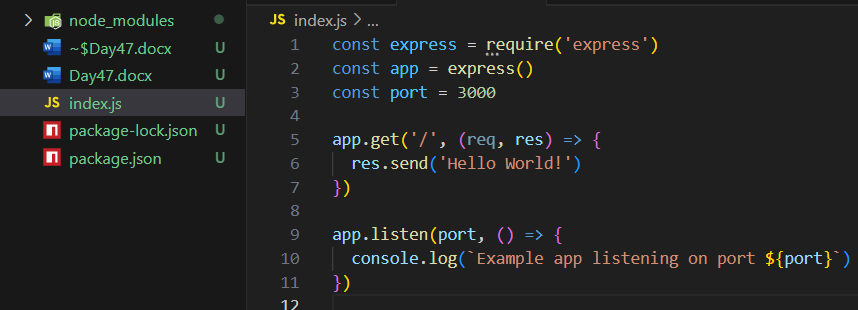 node_modules
~$Day47.docx U
Day47.docx U
JS index.js U
package-lock.json U
package.json U
JS index.js > ...
1 const express = require('express')
2 const app = express()
3 const port = 3000
4
5 app.get('/', (req, res) => {
6   res.send('Hello World!')
7 })
8
9 app.listen(port, () => {
10   console.log(`Example app listening on port ${port}`)
11 })
12